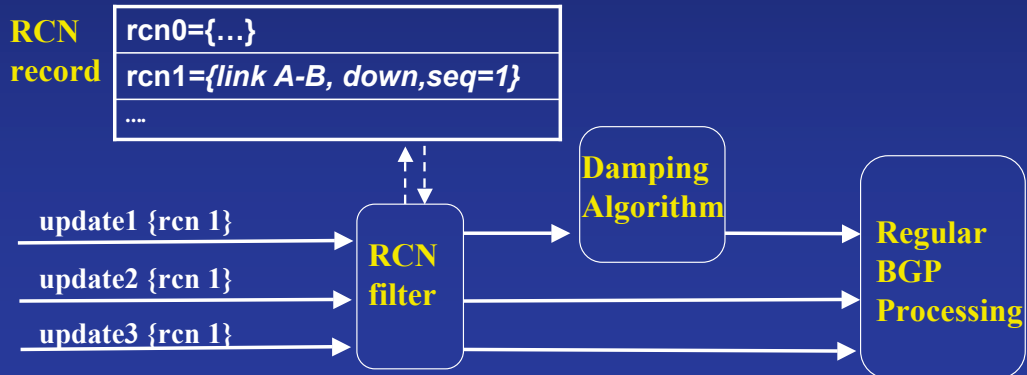 RCN
record
rcn0={…}
rcn1={link A-B, down,seq=1}
….
Damping
Algorithm
update1 {rcn 1}
update2 {rcn 1}
update3 {rcn 1}
RCN
filter
Regular
BGP
Processing